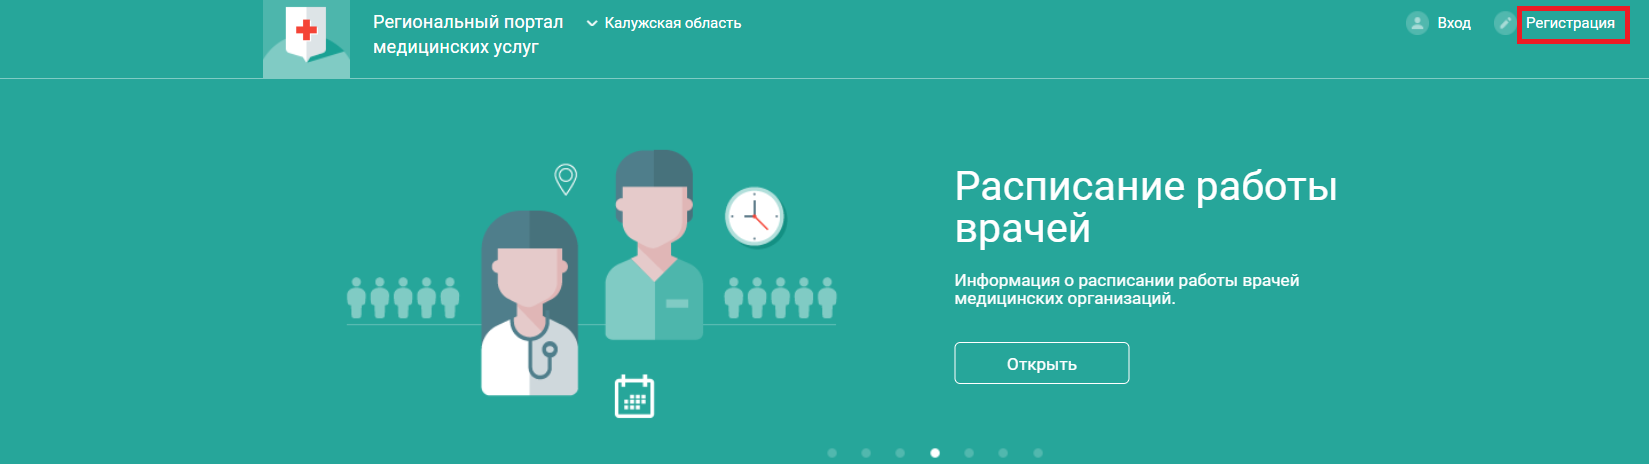 Региональный портал
медицинских услуг
Калужская область
Вход
Регистрация
Расписание работы
врачей
Информация о расписании работы врачей
медицинских организаций.
Открыть